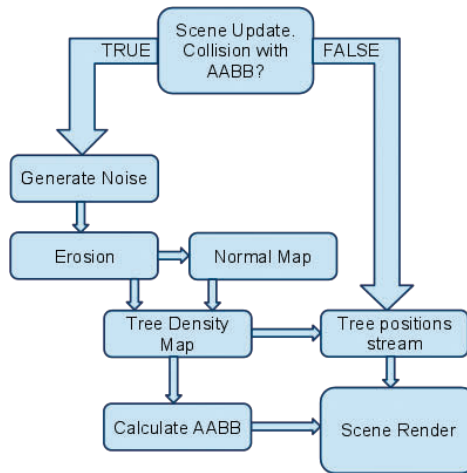 Scene Update.
Collision with
AABB?
TRUE
FALSE
Generate Noise
Erosion
Normal Map
Tree Density
Map
Tree positions
stream
Calculate AABB
Scene Render